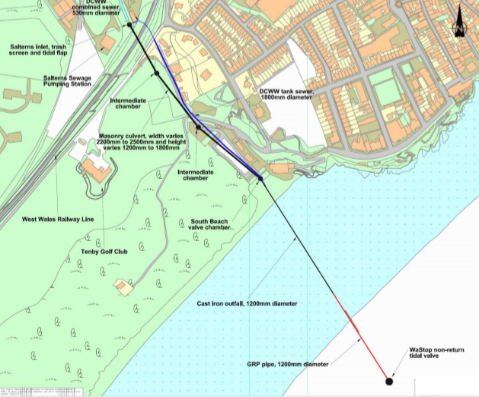 DCWW
combined sewer
530mm diameter
Salterns Inlet, trash
screen and tidal flap
Salterns Sewage
Pumping Station
DCWW tank sewer,
1800mm diameter
Intermediate
chamber
Masonry culvert, width varies
2200mm to 2500mm and height
varies 1200mm to 1800mm
Intermediate
chamber
West Wales Railway Line
South Beach
valve chamber
Tenby Golf Club
Cast iron outfall, 1200mm diameter
WaStop non-return
tidal valve
GRP pipe, 1200mm diameter